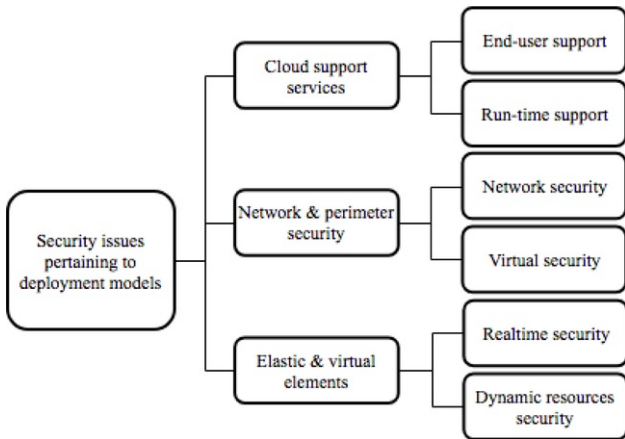 End-user support
Cloud support
services
Run-time support
Network security
Network & perimeter
security
Security issues
pertaining to
deployment models
Virtual security
Realtime security
Elastic & virtual
elements
Dynamic resources
security